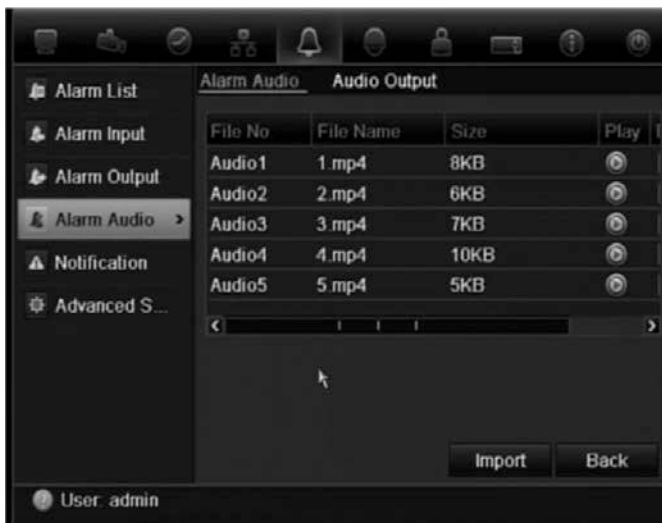 Alarm List
Alarm Input
Alarm Output
Alarm Audio >
Notification
Advanced S...
Alarm Audio Audio Output
File No File Name Size Play
Audio1 1.mp4 8KB
Audio2 2.mp4 6KB
Audio3 3.mp4 7KB
Audio4 4.mp4 10KB
Audio5 5.mp4 5KB
Import Back
User: admin